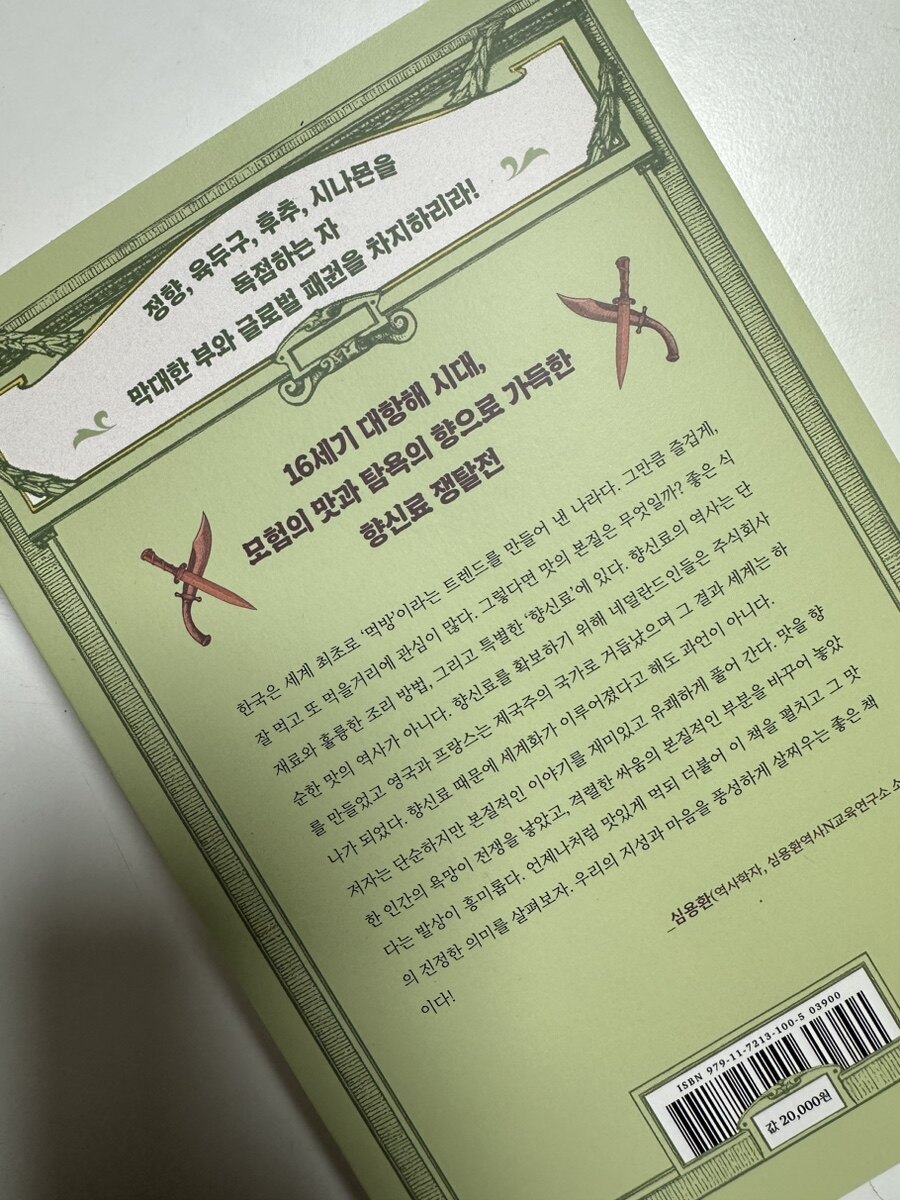 정향, 육두구, 후추, 시나몬을
독점하는 자
막대한 부와 글로벌 패권을 차지하리라!
16세기 대항해 시대,
모험의 맛과 탐욕의 향으로 가득한
향신료 쟁탈전
한국은 세계 최초로 ‘먹방’이라는 트렌드를 만들어 낸 나라다. 그만큼 즐겁게,
잘 먹고 또 먹을거리에 관심이 많다. 그렇다면 맛의 본질은 무엇일까? 좋은 식
재료와 훌륭한 조리 방법, 그리고 특별한 ‘향신료’에 있다. 향신료의 역사는 단
순한 맛의 역사가 아니다. 향신료를 확보하기 위해 네덜란드인들은 주식회사
를 만들었고 영국과 프랑스는 제국주의 국가로 거듭났으며 그 결과 세계는 하
나가 되었다. 향신료 때문에 세계화가 이루어졌다고 해도 과언이 아니다.
저자는 단순하지만 본질적인 이야기를 재미있고 유쾌하게 풀어 간다. 맛을 향
한 인간의 욕망이 전쟁을 낳았고, 격렬한 싸움의 본질적인 부분을 바꾸어 놓았
다는 발상이 흥미롭다. 언제나처럼 맛있게 먹되 더불어 이 책을 펼치고 그 맛
의 진정한 의미를 살펴보자. 우리의 지성과 마음을 풍성하게 살찌우는 좋은 책
이다!
_심용환(역사학자, 심용환역사N교육연구소 소
ISBN 979-11-7213-100-5 03900
값 20,000원